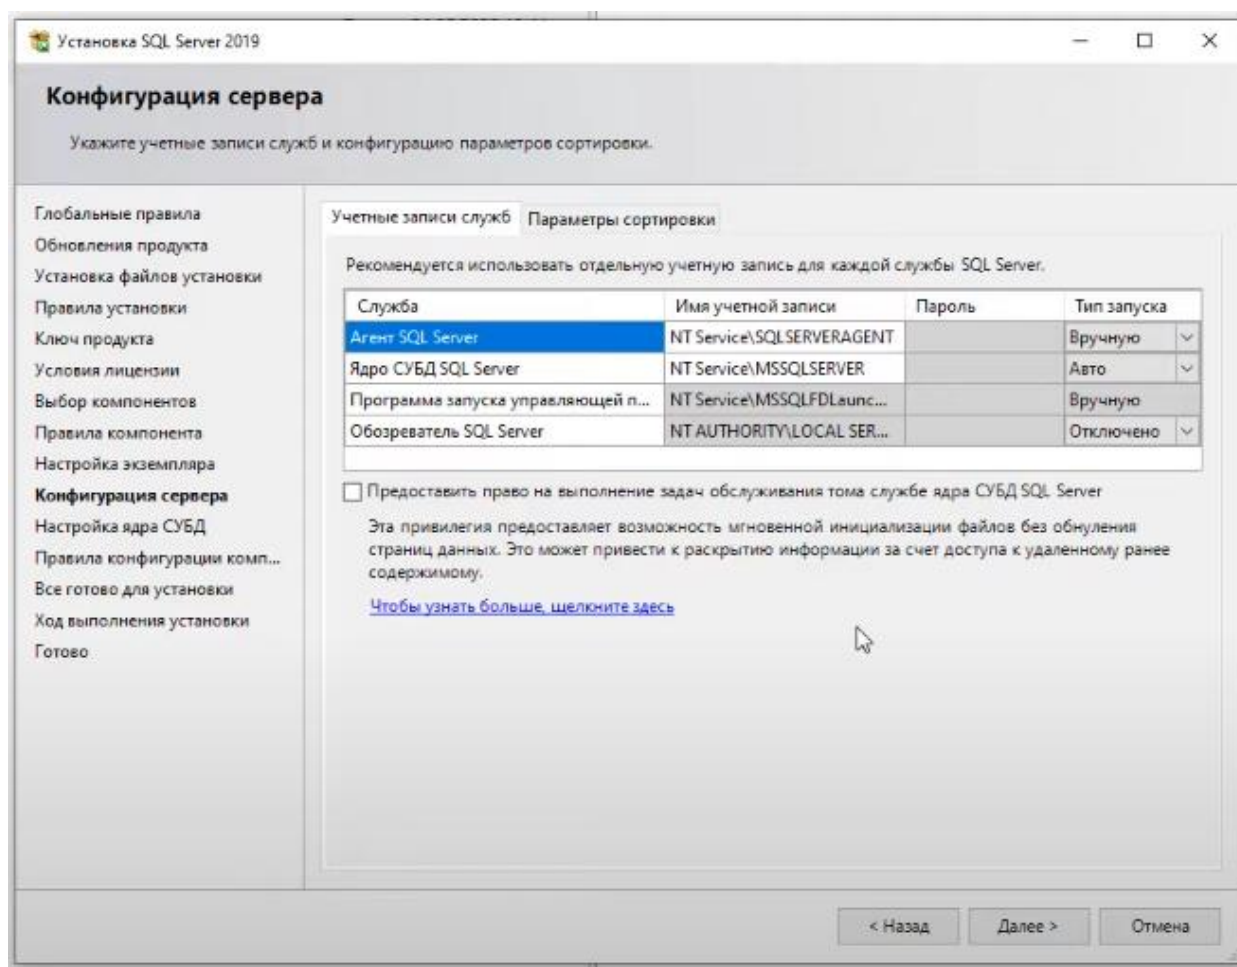 Установка SQL Server 2019
Конфигурация сервера
Укажите учетные записи служб и конфигурацию параметров сортировки.
Глобальные правила
Обновления продукта
Установка файлов установки
Правила установки
Ключ продукта
Условия лицензии
Выбор компонентов
Правила компонента
Настройка экземпляра
Конфигурация сервера
Настройка ядра СУБД
Правила конфигурации комп...
Все готово для установки
Ход выполнения установки
Готово
Учетные записи служб Параметры сортировки
Рекомендуется использовать отдельную учетную запись для каждой службы SQL Server.
Служба Имя учетной записи Пароль Тип запуска
Агент SQL Server NT Service\SQLSERVERAGENT Вручную
Ядро СУБД SQL Server NT Service\MSSQLSERVER Авто
Программа запуска управляющей п... NT Service\MSSQLFDLaunc... Вручную
Обозреватель SQL Server NT AUTHORITY\LOCAL SER... Отключено
Предоставить право на выполнение задач обслуживания тома службе ядра СУБД SQL Server
Эта привилегия предоставляет возможность мгновенной инициализации файлов без обнуления
страниц данных. Это может привести к раскрытию информации за счет доступа к удаленному ранее
содержимому.
Чтобы узнать больше, щелкните здесь
< Назад Далее > Отмена